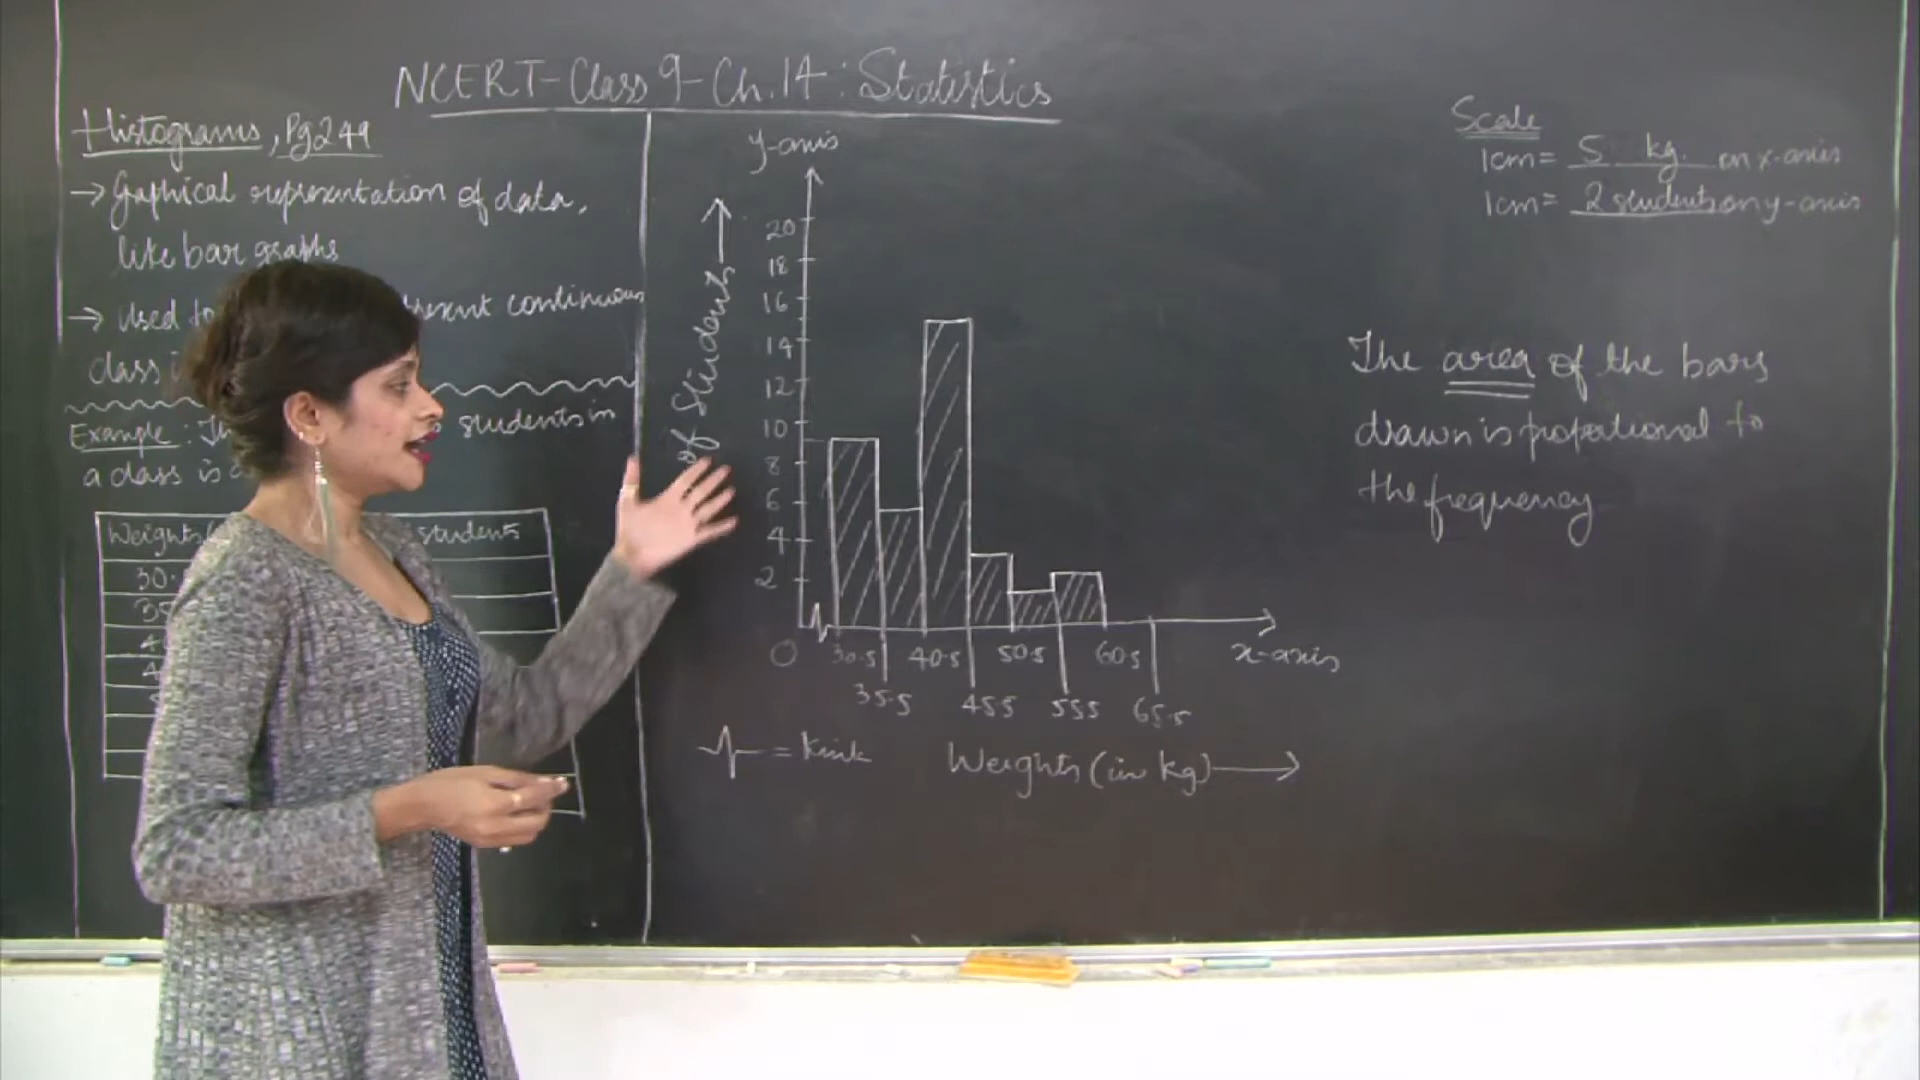 NCERT-Class 9-Ch.14: Statistics
Histograms, Pg 249
→ Graphical representation of data,
like bar graphs
→ Used to continuous
class
Example: students in
a class is
Weights students
30.
y-axis
20
18
16
14
12
10
8
6
4
2
of Students →
O 30.5 40.5 50.5 60.5 x-axis
35.5 45.5 55.5 65.5
= Kink Weights (in kg) →
Scale
1cm = 5 kg. on x-axis
1cm = 2 students on y-axis
The area of the bars
drawn is propotional to
the frequency